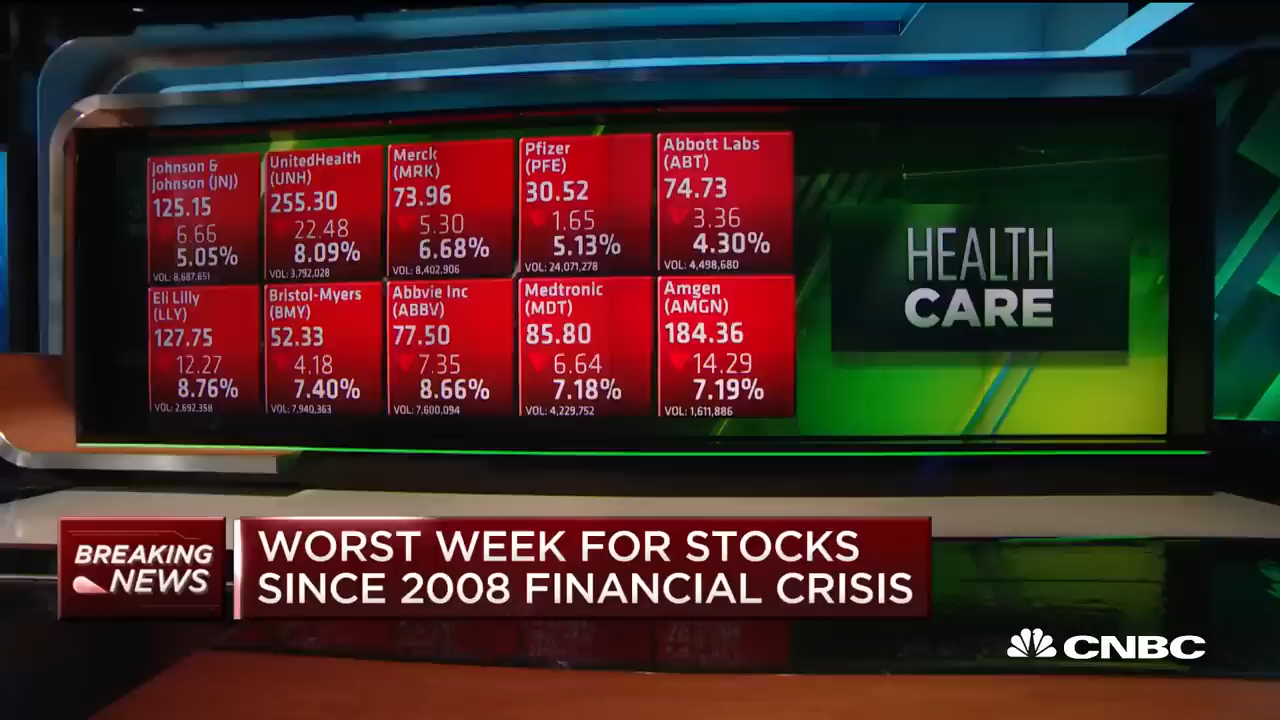 Johnson &
Johnson (JNJ)
125.15
6.66
5.05%
VOL: 8,687,651
UnitedHealth
(UNH)
255.30
22.48
8.09%
VOL: 3,792,028
Merck
(MRK)
73.96
5.30
6.68%
VOL: 8,402,906
Pfizer
(PFE)
30.52
1.65
5.13%
VOL: 24,071,278
Abbott Labs
(ABT)
74.73
3.36
4.30%
VOL: 4,498,680
Eli Lilly
(LLY)
127.75
12.27
8.76%
VOL: 2,692,358
Bristol-Myers
(BMY)
52.33
4.18
7.40%
VOL: 7,940,363
Abbvie Inc
(ABBV)
77.50
7.35
8.66%
VOL: 7,600,094
Medtronic
(MDT)
85.80
6.64
7.18%
VOL: 4,229,752
Amgen
(AMGN)
184.36
14.29
7.19%
VOL: 1,611,886
HEALTH
CARE
BREAKING
NEWS
WORST WEEK FOR STOCKS
SINCE 2008 FINANCIAL CRISIS
CNBC